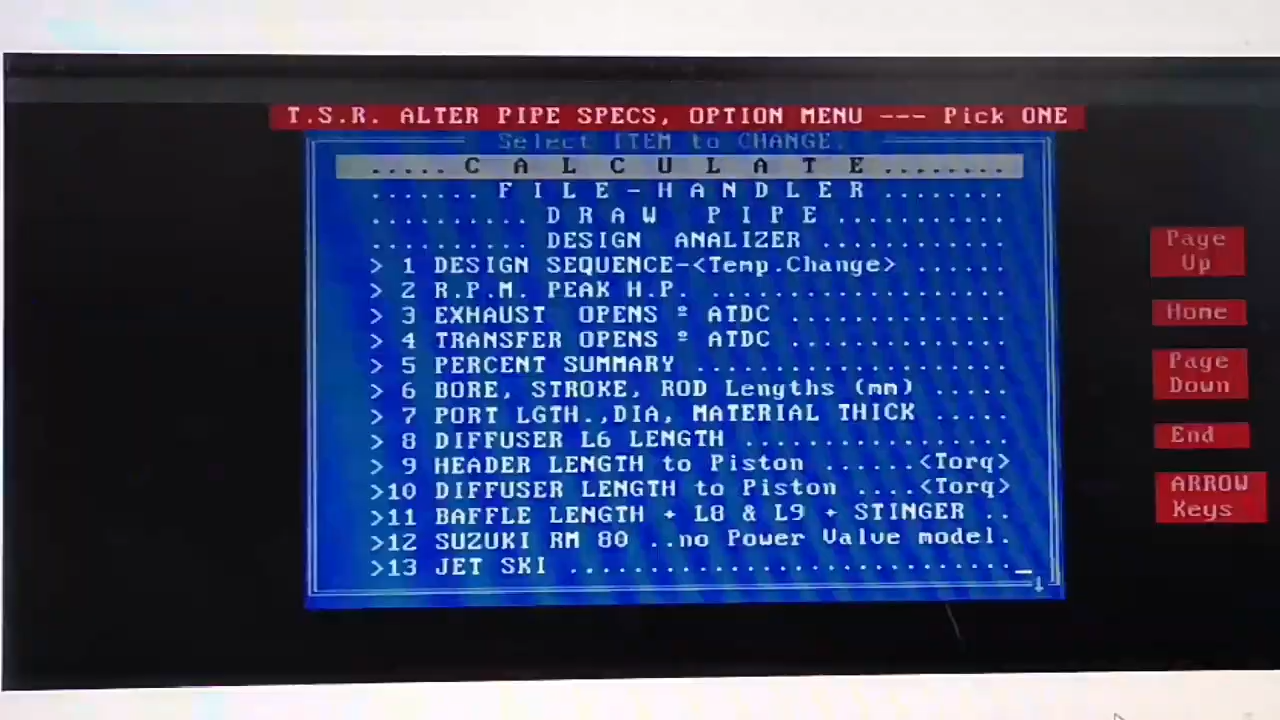 T.S.R. ALTER PIPE SPECS, OPTION MENU --- Pick ONE
Select ITEM to CHANGE.
..... C A L C U L A T E ........
....... F I L E - H A N D L E R ........
.......... D R A W   P I P E ...........
.......... DESIGN ANALIZER ............
> 1 DESIGN SEQUENCE-<Temp.Change> ......
> 2 R.P.M. PEAK H.P. ...................
> 3 EXHAUST OPENS º ATDC ..............
> 4 TRANSFER OPENS º ATDC .............
> 5 PERCENT SUMMARY ....................
> 6 BORE, STROKE, ROD Lengths (mm) .....
> 7 PORT LGTH.,DIA, MATERIAL THICK .....
> 8 DIFFUSER L6 LENGTH .................
> 9 HEADER LENGTH to Piston ......<Torq>
>10 DIFFUSER LENGTH to Piston ....<Torq>
>11 BAFFLE LENGTH + L8 & L9 + STINGER ..
>12 SUZUKI RM 80 ..no Power Valve model.
>13 JET SKI ............................
Page
Up
Home
Page
Down
End
ARROW
Keys